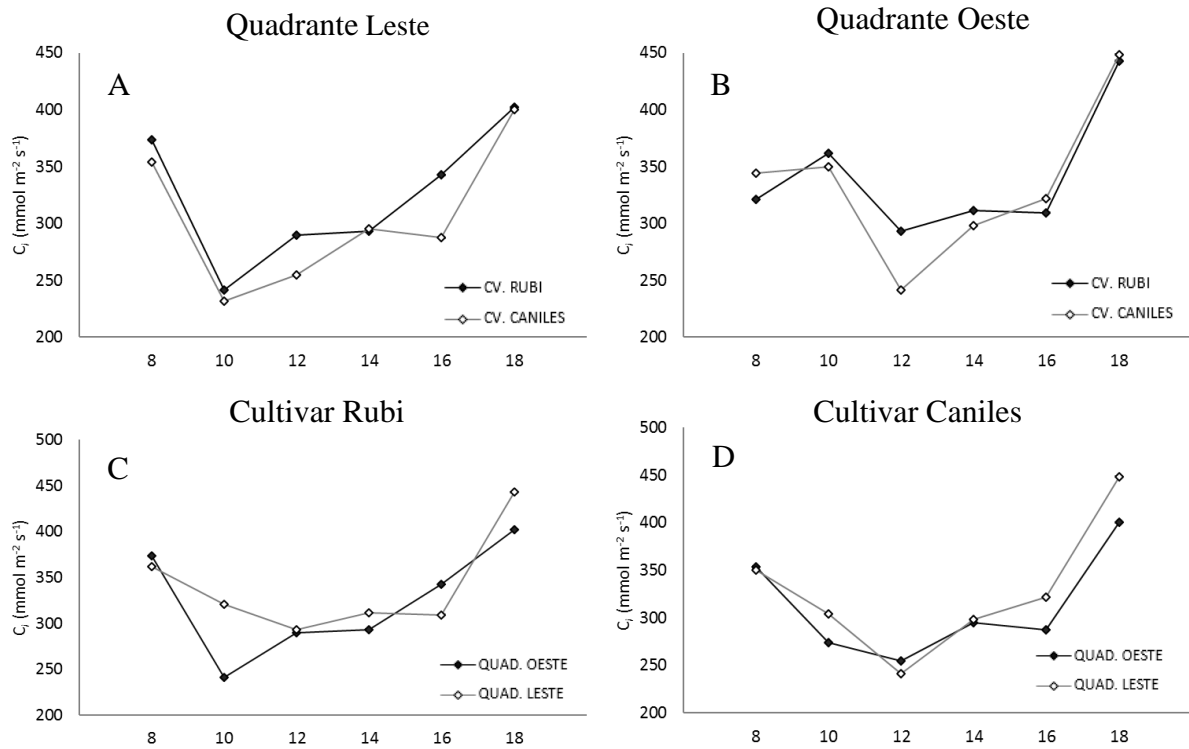 Quadrante Leste
A
450
400
350
300
250
200
C_i (mmol m⁻² s⁻¹)
CV. RUBI
CV. CANILES
8 10 12 14 16 18
Quadrante Oeste
B
450
400
350
300
250
200
C_i (mmol m⁻² s⁻¹)
CV. RUBI
CV. CANILES
8 10 12 14 16 18
Cultivar Rubi
C
500
450
400
350
300
250
200
C_i (mmol m⁻² s⁻¹)
QUAD. OESTE
QUAD. LESTE
8 10 12 14 16 18
Cultivar Caniles
D
500
450
400
350
300
250
200
C_i (mmol m⁻² s⁻¹)
QUAD. OESTE
QUAD. LESTE
8 10 12 14 16 18